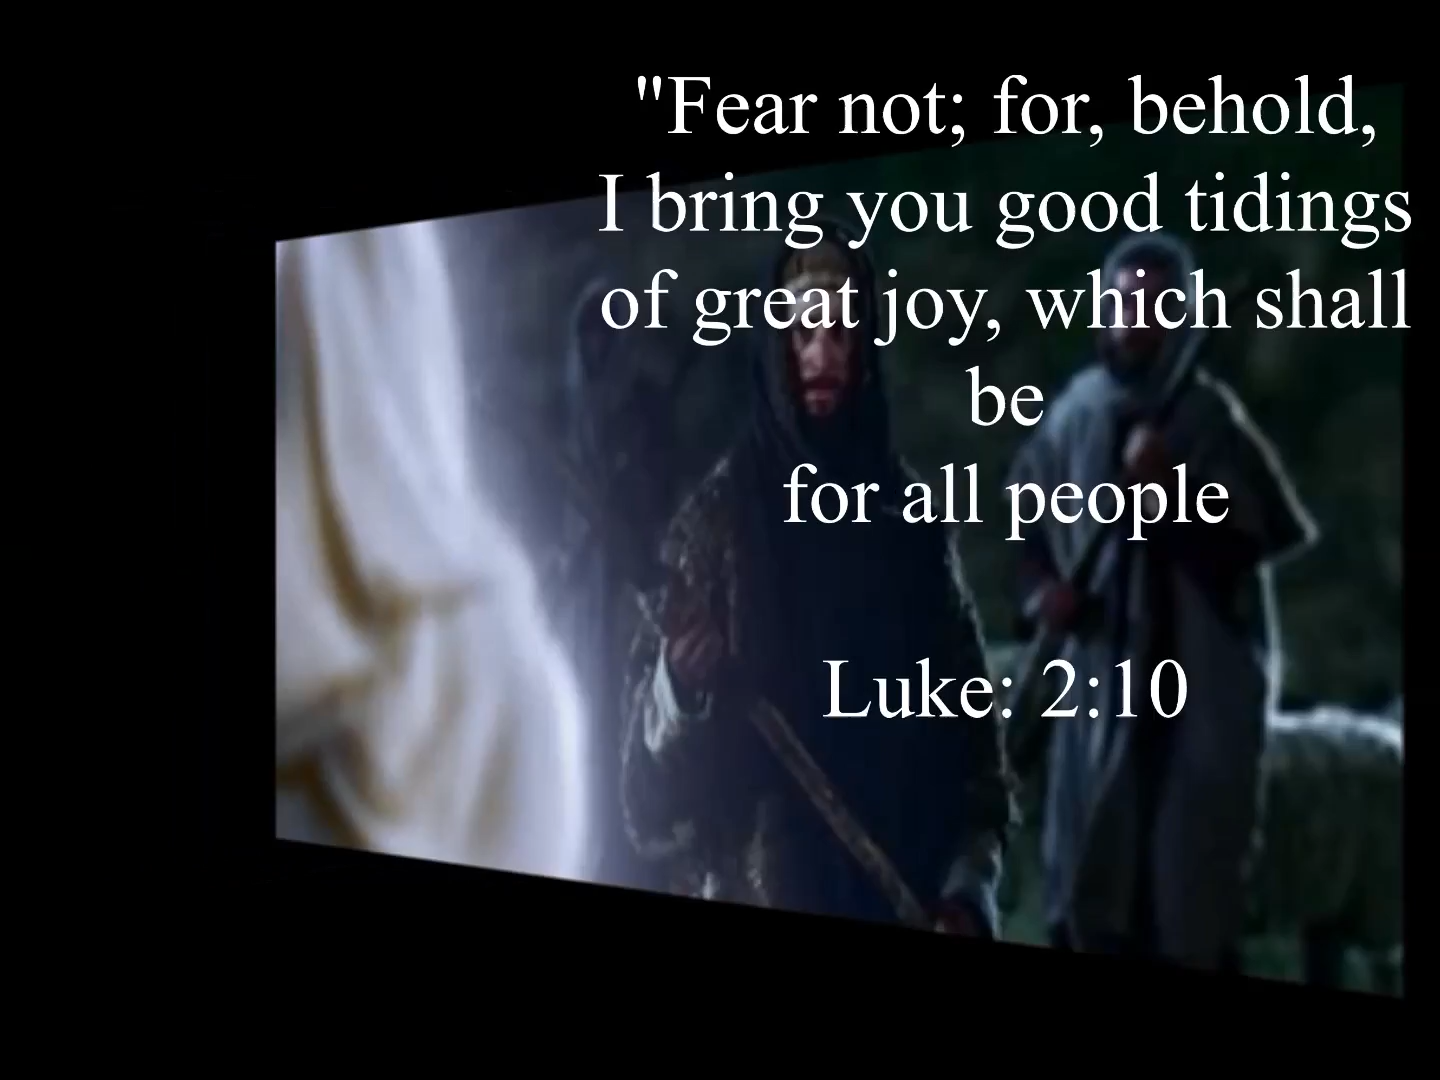 "Fear not; for, behold,
I bring you good tidings
of great joy, which shall
be
for all people
Luke: 2:10